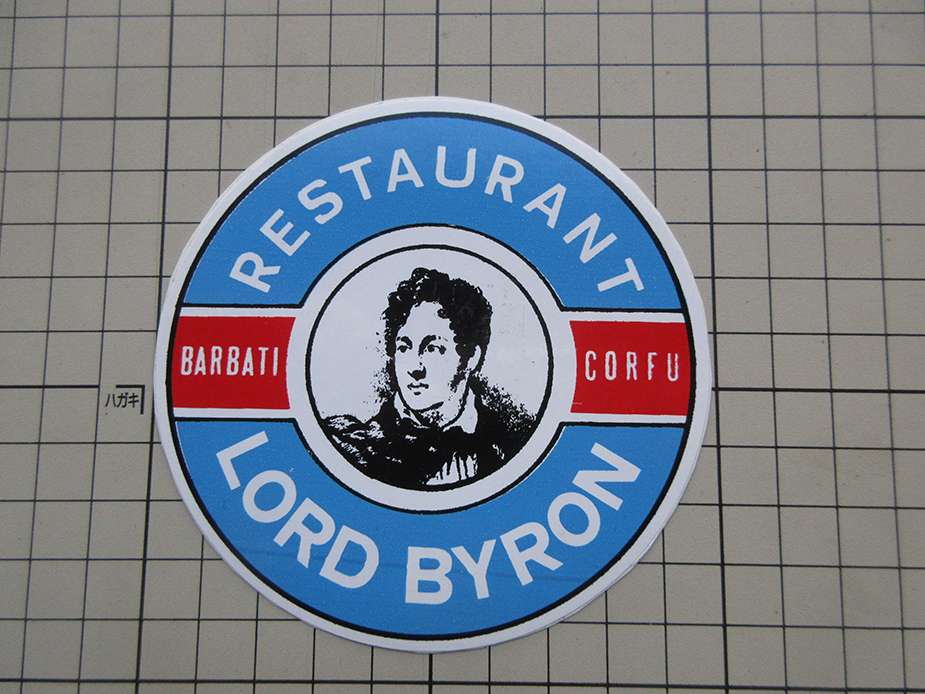 RESTAURANT
BARBATI
CORFU
LORD BYRON
ハガキ